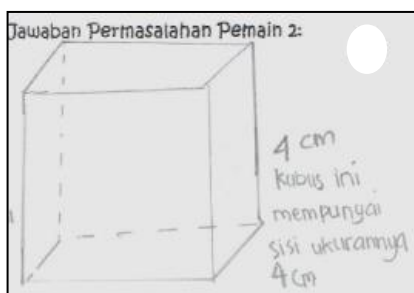 Jawaban Permasalahan Pemain 2:
4 cm
Kubus ini
mempunyai
sisi ukurannya
4 cm